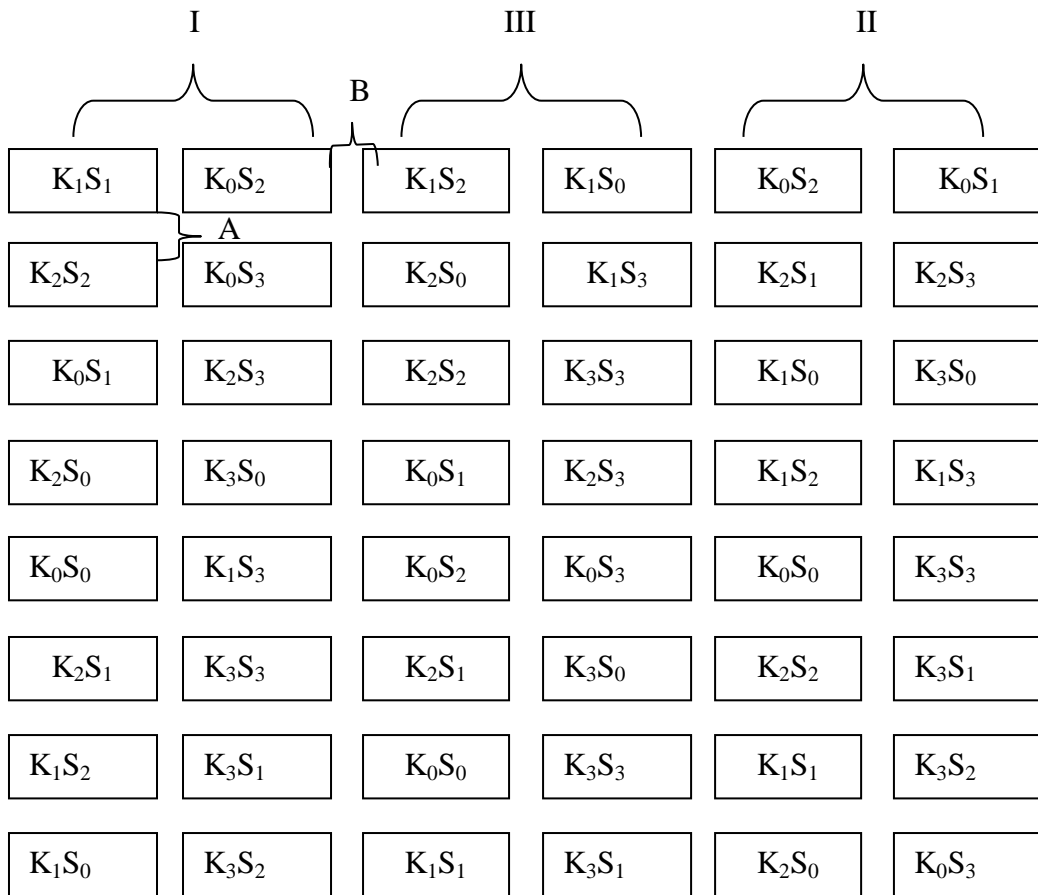 I III II
B
K₁S₁ K₀S₂ K₁S₂ K₁S₀ K₀S₂ K₀S₁
A
K₂S₂ K₀S₃ K₂S₀ K₁S₃ K₂S₁ K₂S₃
K₀S₁ K₂S₃ K₂S₂ K₃S₃ K₁S₀ K₃S₀
K₂S₀ K₃S₀ K₀S₁ K₂S₃ K₁S₂ K₁S₃
K₀S₀ K₁S₃ K₀S₂ K₀S₃ K₀S₀ K₃S₃
K₂S₁ K₃S₃ K₂S₁ K₃S₀ K₂S₂ K₃S₁
K₁S₂ K₃S₁ K₀S₀ K₃S₃ K₁S₁ K₃S₂
K₁S₀ K₃S₂ K₁S₁ K₃S₁ K₂S₀ K₀S₃